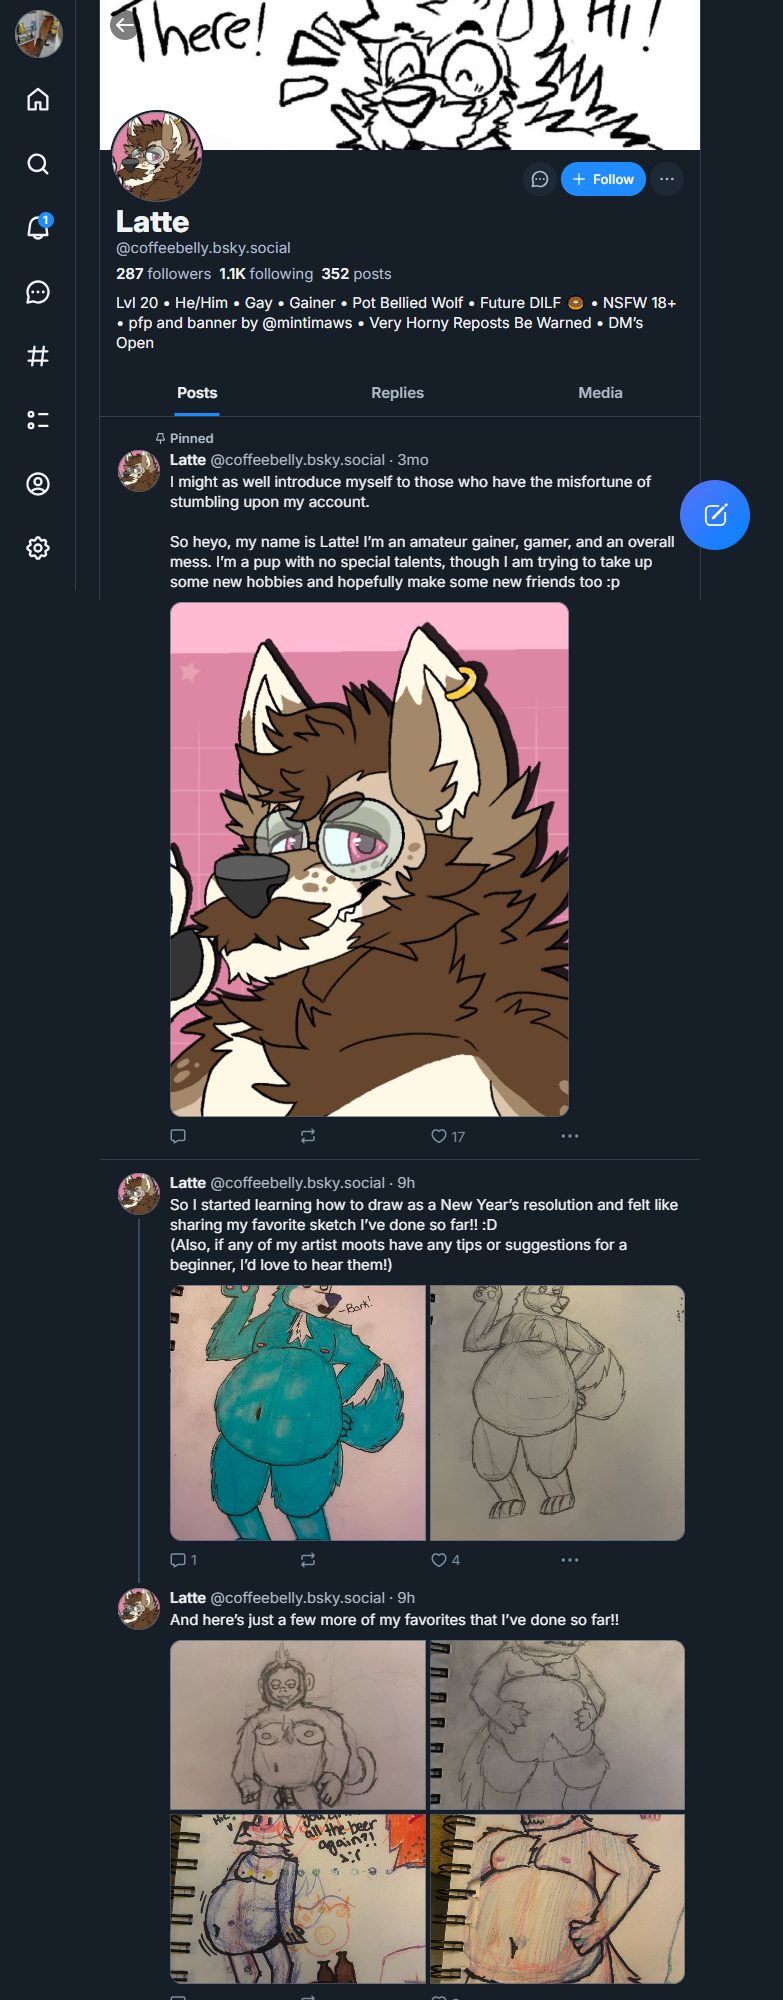 There!
Hi!
1
Follow
Latte
@coffeebelly.bsky.social
287 followers 1.1K following 352 posts
Lvl 20 • He/Him • Gay • Gainer • Pot Bellied Wolf • Future DILF 🍩 • NSFW 18+
• pfp and banner by @mintimaws • Very Horny Reposts Be Warned • DM's
Open
Posts
Replies
Media
Pinned
Latte @coffeebelly.bsky.social · 3mo
I might as well introduce myself to those who have the misfortune of
stumbling upon my account.
So heyo, my name is Latte! I'm an amateur gainer, gamer, and an overall
mess. I'm a pup with no special talents, though I am trying to take up
some new hobbies and hopefully make some new friends too :p
17
Latte @coffeebelly.bsky.social · 9h
So I started learning how to draw as a New Year's resolution and felt like
sharing my favorite sketch I've done so far!! :D
(Also, if any of my artist moots have any tips or suggestions for a
beginner, I'd love to hear them!)
-Bark!
1
4
Latte @coffeebelly.bsky.social · 9h
And here's just a few more of my favorites that I've done so far!!
Hic!
all the beer
again?!